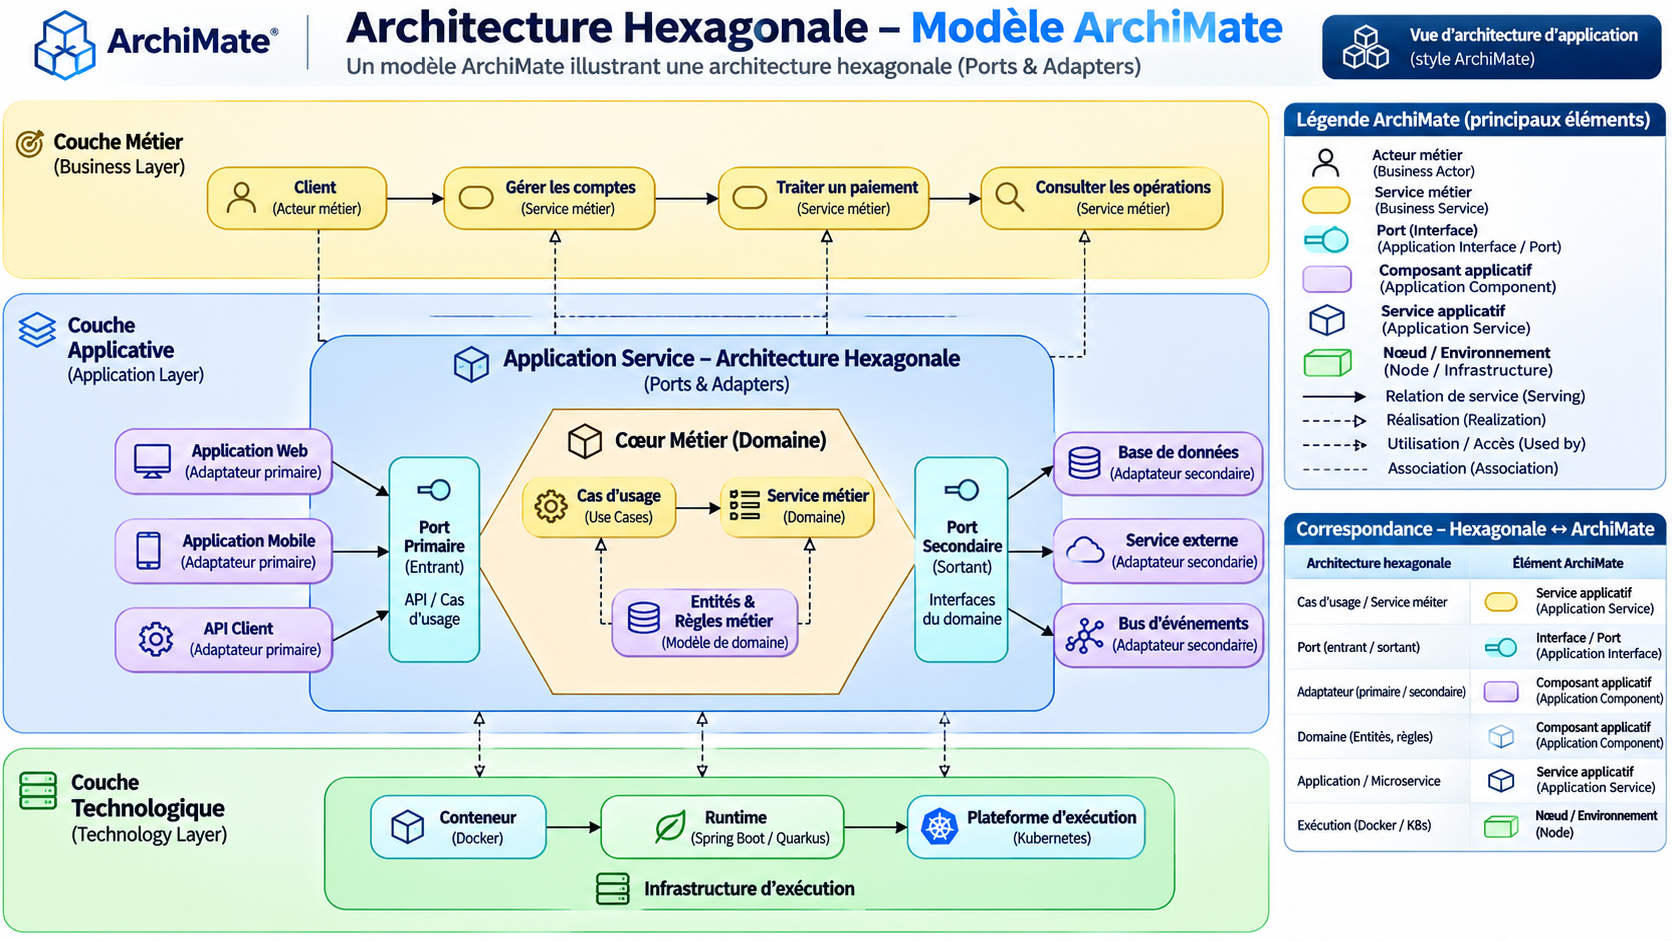 ArchiMate®
Architecture Hexagonale – Modèle ArchiMate
Un modèle ArchiMate illustrant une architecture hexagonale (Ports & Adapters)
Vue d'architecture d'application
(style ArchiMate)
Couche Métier
(Business Layer)
Client
(Acteur métier)
Gérer les comptes
(Service métier)
Traiter un paiement
(Service métier)
Consulter les opérations
(Service métier)
Couche
Applicative
(Application Layer)
Application Service – Architecture Hexagonale
(Ports & Adapters)
Application Web
(Adaptateur primaire)
Application Mobile
(Adaptateur primaire)
API Client
(Adaptateur primaire)
Port
Primaire
(Entrant)
API / Cas
d'usage
Cœur Métier (Domaine)
Cas d'usage
(Use Cases)
Service métier
(Domaine)
Entités &
Règles métier
(Modèle de domaine)
Port
Secondaire
(Sortant)
Interfaces
du domaine
Base de données
(Adaptateur secondaire)
Service externe
(Adaptateur secondarie)
Bus d'événements
(Adaptateur secondaire)
Couche
Technologique
(Technology Layer)
Conteneur
(Docker)
Runtime
(Spring Boot / Quarkus)
Plateforme d'exécution
(Kubernetes)
Infrastructure d'exécution
Légende ArchiMate (principaux éléments)
Acteur métier
(Business Actor)
Service métier
(Business Service)
Port (Interface)
(Application Interface / Port)
Composant applicatif
(Application Component)
Service applicatif
(Application Service)
Nœud / Environnement
(Node / Infrastructure)
Relation de service (Serving)
Réalisation (Realization)
Utilisation / Accès (Used by)
Association (Association)
Correspondance – Hexagonale ↔ ArchiMate
Architecture hexagonale
Élément ArchiMate
Cas d'usage / Service méiter
Service applicatif
(Application Service)
Port (entrant / sortant)
Interface / Port
(Application Interface)
Adaptateur (primaire / secondaire)
Composant applicatif
(Application Component)
Domaine (Entitès, règles)
Composant applicatif
(Application Component)
Application / Microservice
Service applicatif
(Application Service)
Exécution (Docker / K8s)
Nœud / Environnement
(Node)